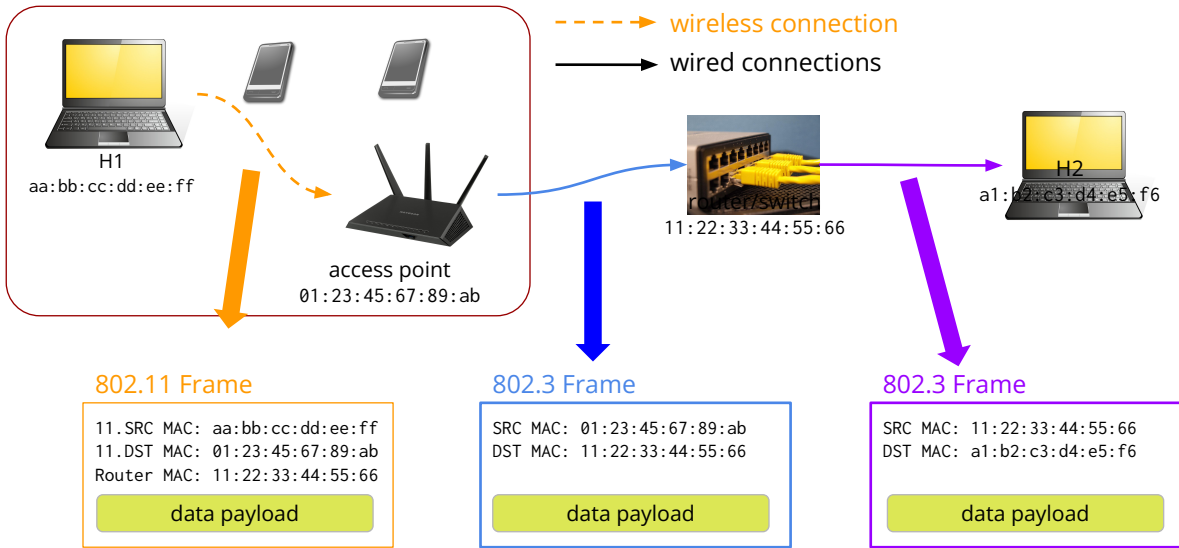 wireless connection
wired connections
H1
aa:bb:cc:dd:ee:ff
access point
01:23:45:67:89:ab
router/switch
11:22:33:44:55:66
H2
a1:b2:c3:d4:e5:f6
802.11 Frame
11.SRC MAC: aa:bb:cc:dd:ee:ff
11.DST MAC: 01:23:45:67:89:ab
Router MAC: 11:22:33:44:55:66
data payload
802.3 Frame
SRC MAC: 01:23:45:67:89:ab
DST MAC: 11:22:33:44:55:66
data payload
802.3 Frame
SRC MAC: 11:22:33:44:55:66
DST MAC: a1:b2:c3:d4:e5:f6
data payload